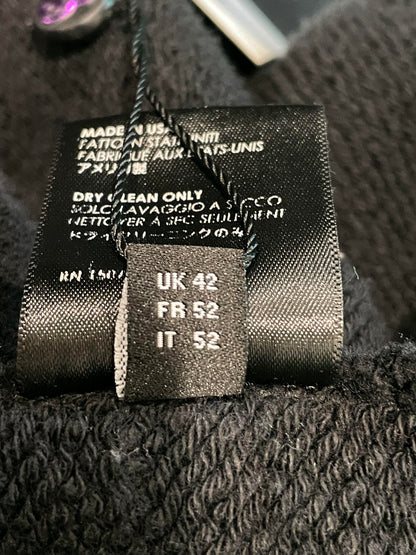 MADE IN USA
FATTO IN STATI UNITI
FABRIQUE AUX ETATS-UNIS
アメリカ製
DRY CLEAN ONLY
SOLO LAVAGGIO A SECCO
NETTOYER A SEC SEULEMENT
ドライクリーニングのみ
RN 150
UK 42
FR 52
IT 52